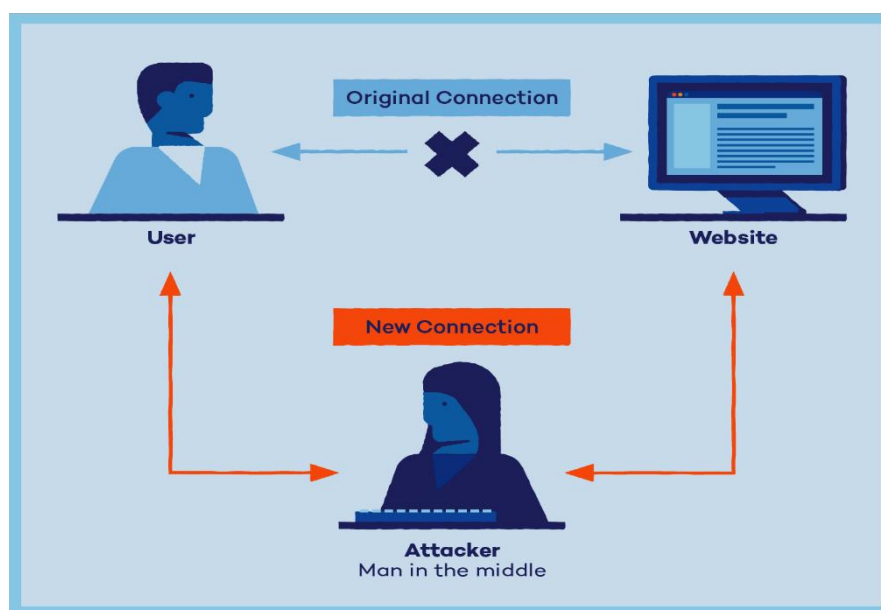 Original Connection
User
Website
New Connection
Attacker
Man in the middle